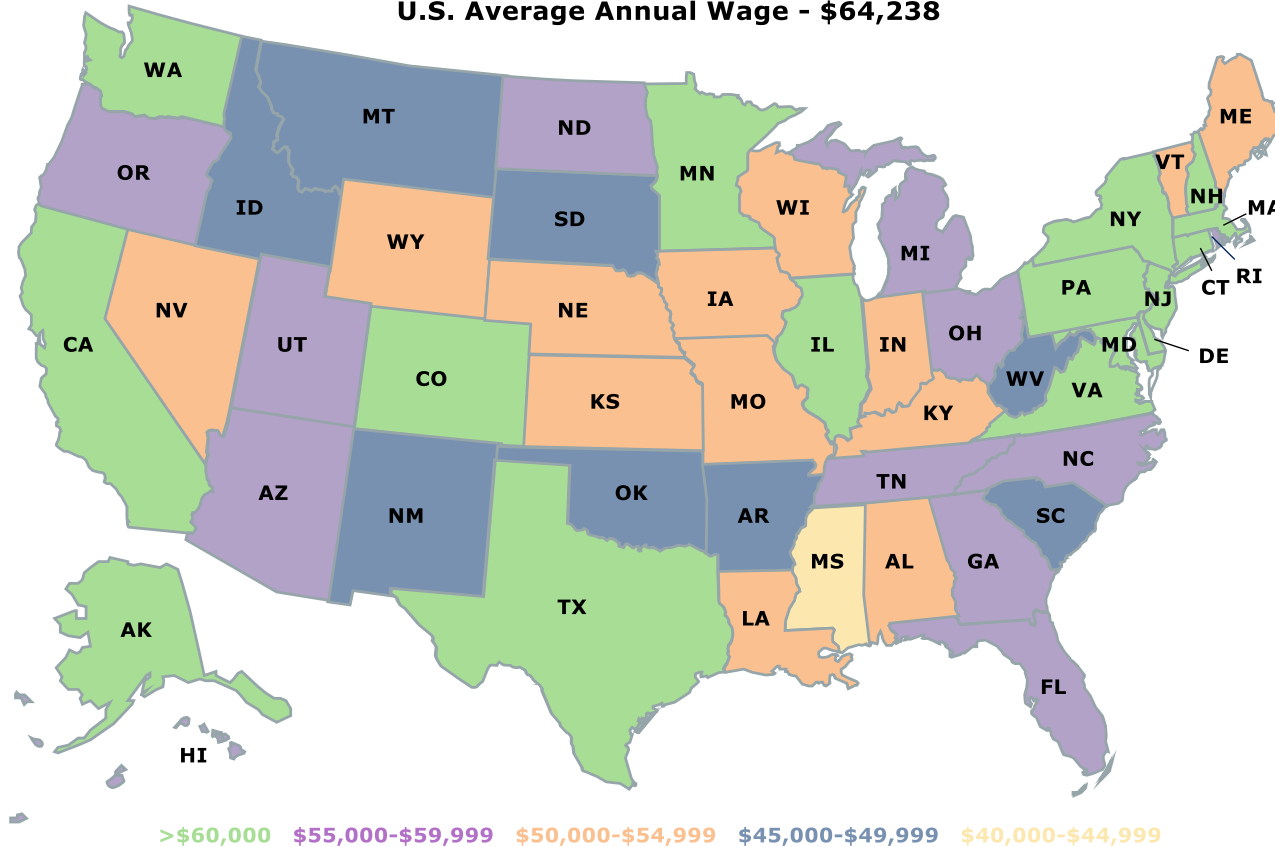 U.S. Average Annual Wage - $64,238
WA
MT
ND
MN
ME
OR
ID
SD
WI
VT
NH
MA
NY
WY
MI
RI
CT
PA
NJ
NV
NE
IA
OH
UT
CA
CO
IL
IN
MD
DE
WV
VA
KS
MO
KY
NC
AZ
NM
OK
TN
AR
SC
MS
AL
GA
TX
LA
AK
FL
HI
>$60,000 $55,000-$59,999 $50,000-$54,999 $45,000-$49,999 $40,000-$44,999